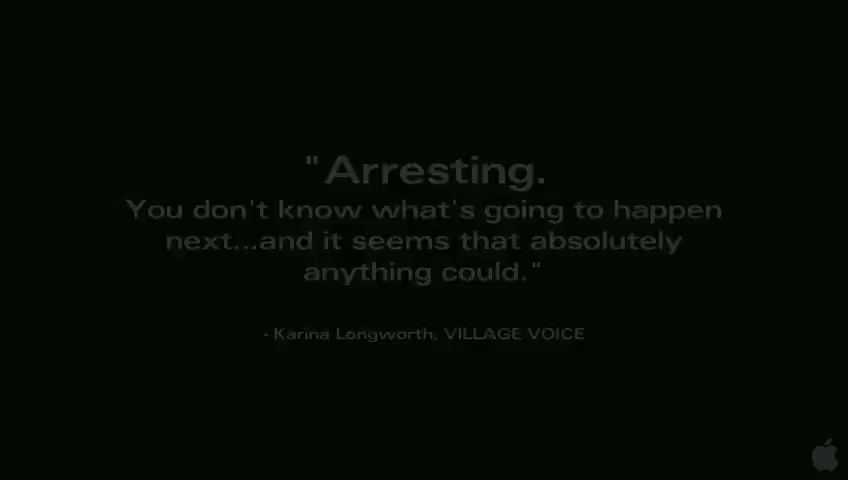 "Arresting.
You don't know what's going to happen
next...and it seems that absolutely
anything could."
- Karina Longworth, VILLAGE VOICE